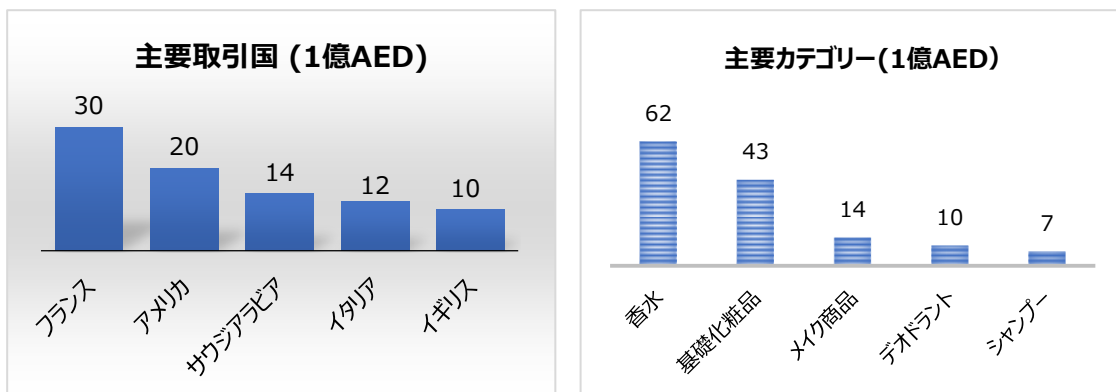 主要取引国 (1億AED)
30
20
14
12
10
フランス
アメリカ
サウジアラビア
イタリア
イギリス
主要カテゴリー(1億AED）
62
43
14
10
7
香水
基礎化粧品
メイク商品
デオドラント
シャンプー